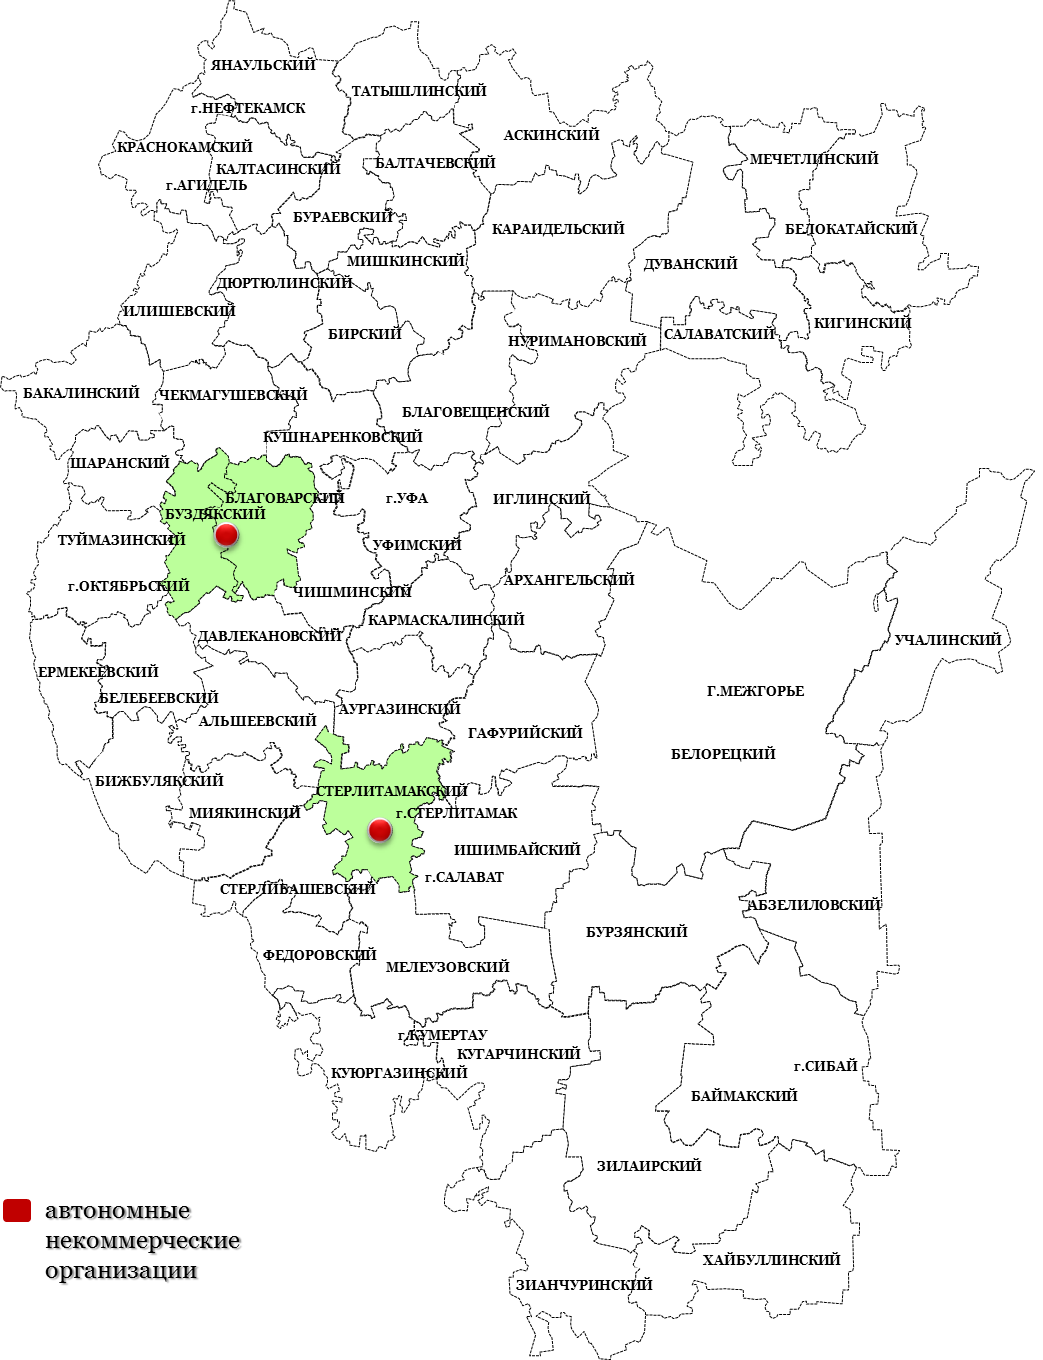 ЯНАУЛЬСКИЙ
ТАТЫШЛИНСКИЙ
г.НЕФТЕКАМСК
АСКИНСКИЙ
КРАСНОКАМСКИЙ
МЕЧЕТЛИНСКИЙ
БАЛТАЧЕВСКИЙ
КАЛТАСИНСКИЙ
г.АГИДЕЛЬ
БУРАЕВСКИЙ
КАРАИДЕЛЬСКИЙ
БЕЛОКАТАЙСКИЙ
МИШКИНСКИЙ
ДУВАНСКИЙ
ДЮРТЮЛИНСКИЙ
ИЛИШЕВСКИЙ
КИГИНСКИЙ
БИРСКИЙ
САЛАВАТСКИЙ
НУРИМАНОВСКИЙ
БАКАЛИНСКИЙ
ЧЕКМАГУШЕВСКИЙ
БЛАГОВЕЩЕНСКИЙ
КУШНАРЕНКОВСКИЙ
ШАРАНСКИЙ
БЛАГОВАРСКИЙ
г.УФА
ИГЛИНСКИЙ
БУЗДЯКСКИЙ
ТУЙМАЗИНСКИЙ
УФИМСКИЙ
АРХАНГЕЛЬСКИЙ
г.ОКТЯБРЬСКИЙ
ЧИШМИНСКИЙ
КАРМАСКАЛИНСКИЙ
ДАВЛЕКАНОВСКИЙ
УЧАЛИНСКИЙ
ЕРМЕКЕЕВСКИЙ
Г.МЕЖГОРЬЕ
БЕЛЕБЕЕВСКИЙ
АУРГАЗИНСКИЙ
АЛЬШЕЕВСКИЙ
ГАФУРИЙСКИЙ
БЕЛОРЕЦКИЙ
БИЖБУЛЯКСКИЙ
СТЕРЛИТАМАКСКИЙ
МИЯКИНСКИЙ
г.СТЕРЛИТАМАК
ИШИМБАЙСКИЙ
г.САЛАВАТ
СТЕРЛИБАШЕВСКИЙ
АБЗЕЛИЛОВСКИЙ
БУРЗЯНСКИЙ
ФЕДОРОВСКИЙ
МЕЛЕУЗОВСКИЙ
г.КУМЕРТАУ
КУГАРЧИНСКИЙ
г.СИБАЙ
КУЮРГАЗИНСКИЙ
БАЙМАКСКИЙ
ЗИЛАИРСКИЙ
ХАЙБУЛЛИНСКИЙ
ЗИАНЧУРИНСКИЙ
автономные
некоммерческие
организации